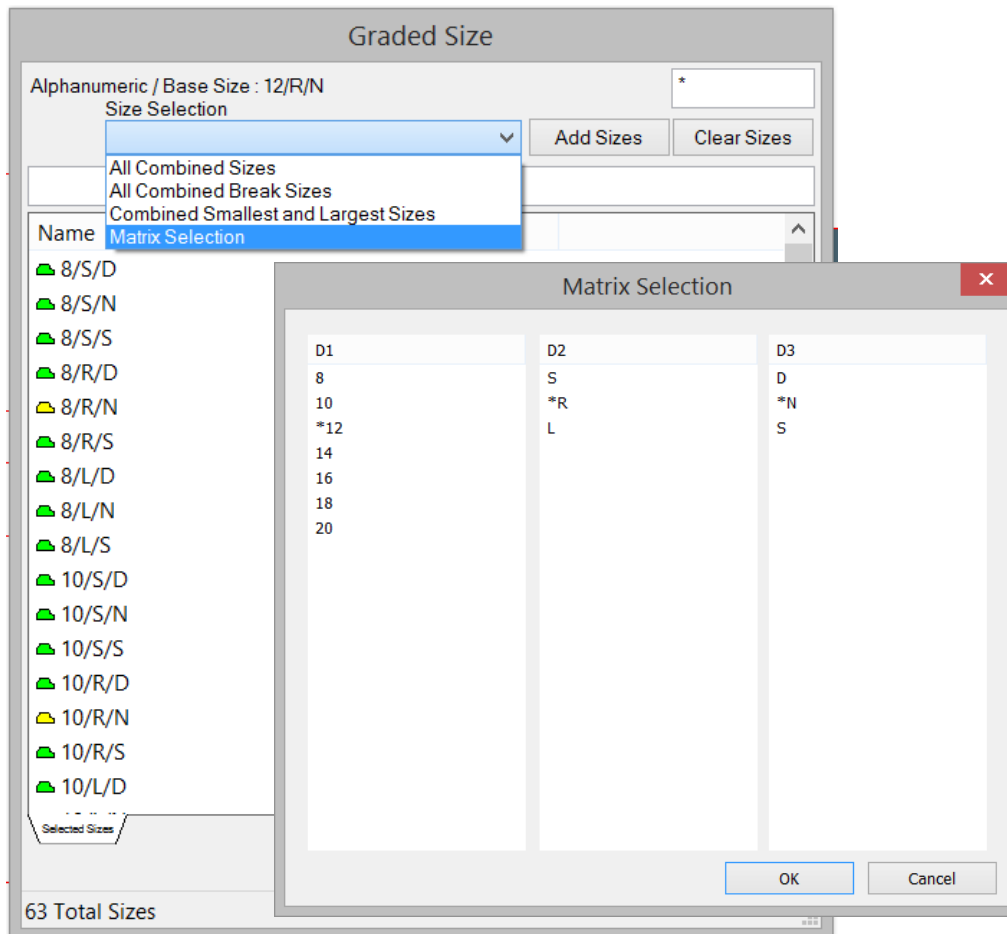 Graded Size
Alphanumeric / Base Size : 12/R/N
*
Size Selection
Add Sizes
Clear Sizes
All Combined Sizes
All Combined Break Sizes
Combined Smallest and Largest Sizes
Matrix Selection
Name
8/S/D
8/S/N
8/S/S
8/R/D
8/R/N
8/R/S
8/L/D
8/L/N
8/L/S
10/S/D
10/S/N
10/S/S
10/R/D
10/R/N
10/R/S
10/L/D
Selected Sizes
63 Total Sizes
Matrix Selection
D1
8
10
*12
14
16
18
20
D2
S
*R
L
D3
D
*N
S
OK
Cancel